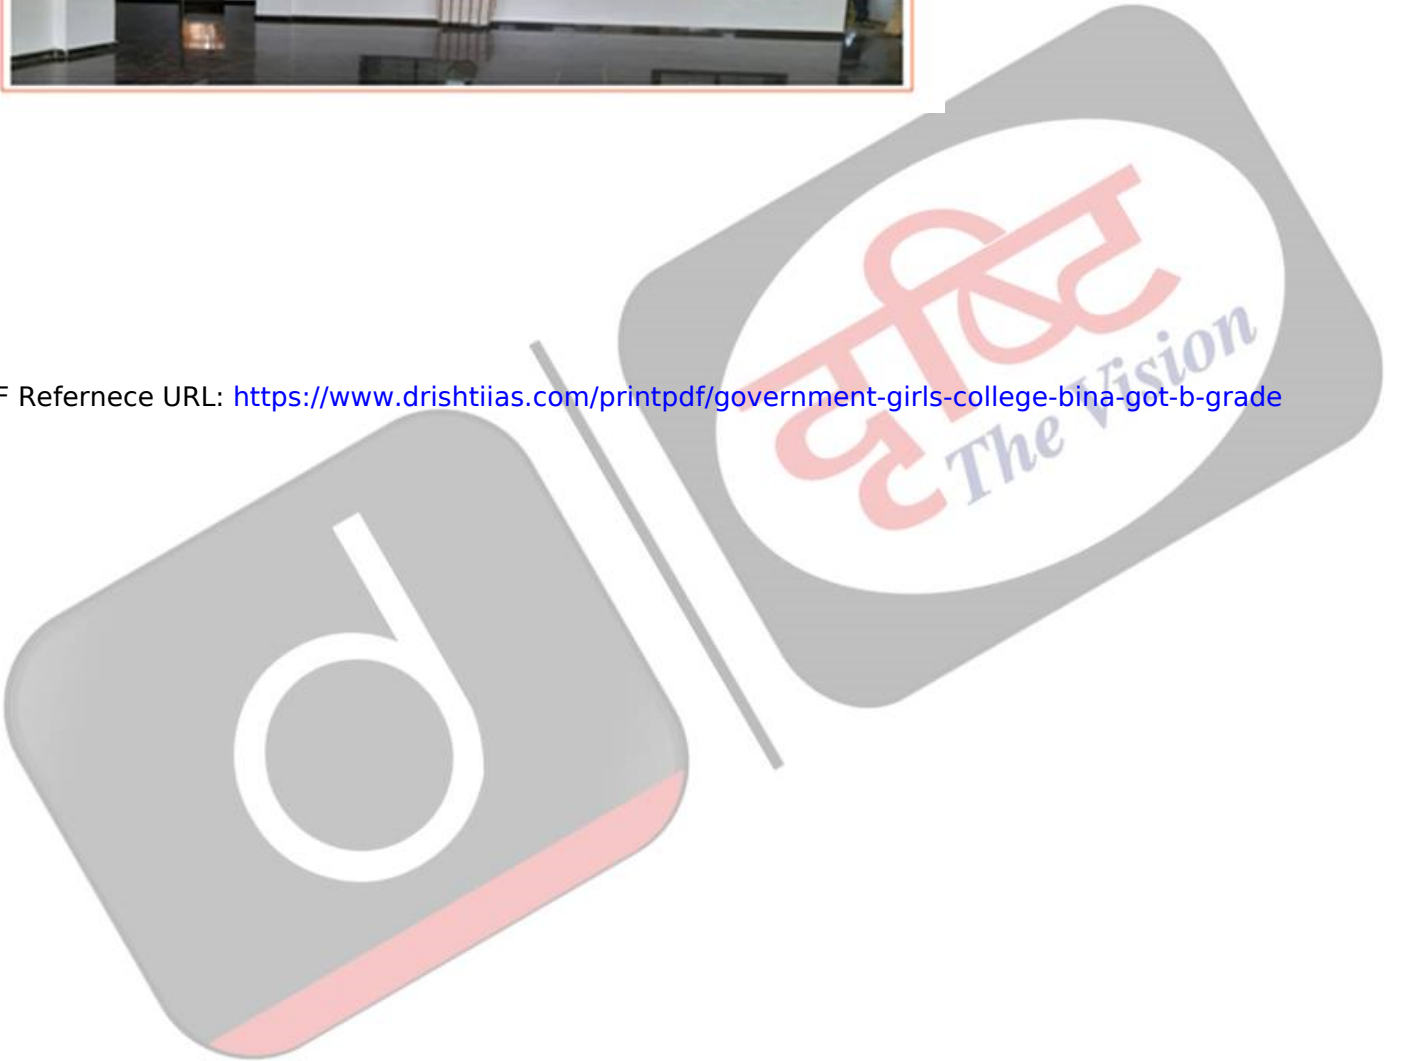 F Refernece URL: https://www.drishtiias.com/printpdf/government-girls-college-bina-got-b-grade
दृष्टि
The Vision
d